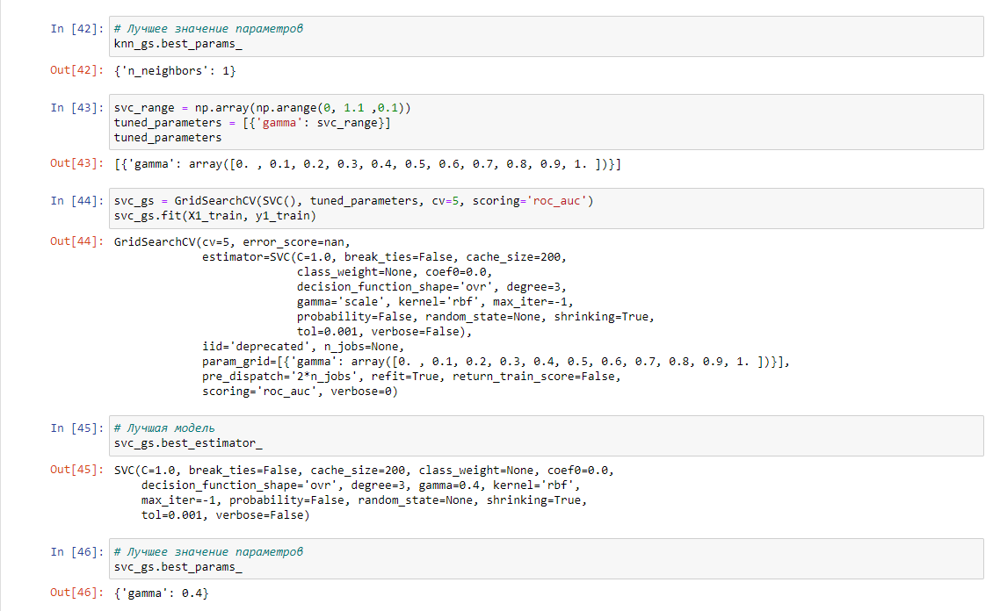 In [42]: # Лучшее значение параметров
knn_gs.best_params_
Out[42]: {'n_neighbors': 1}
In [43]: svc_range = np.array(np.arange(0, 1.1 ,0.1))
tuned_parameters = [{'gamma': svc_range}]
tuned_parameters
Out[43]: [{'gamma': array([0. , 0.1, 0.2, 0.3, 0.4, 0.5, 0.6, 0.7, 0.8, 0.9, 1. ])}]
In [44]: svc_gs = GridSearchCV(SVC(), tuned_parameters, cv=5, scoring='roc_auc')
svc_gs.fit(X1_train, y1_train)
Out[44]: GridSearchCV(cv=5, error_score=nan,
estimator=SVC(C=1.0, break_ties=False, cache_size=200,
class_weight=None, coef0=0.0,
decision_function_shape='ovr', degree=3,
gamma='scale', kernel='rbf', max_iter=-1,
probability=False, random_state=None, shrinking=True,
tol=0.001, verbose=False),
iid='deprecated', n_jobs=None,
param_grid=[{'gamma': array([0. , 0.1, 0.2, 0.3, 0.4, 0.5, 0.6, 0.7, 0.8, 0.9, 1. ])}],
pre_dispatch='2*n_jobs', refit=True, return_train_score=False,
scoring='roc_auc', verbose=0)
In [45]: # Лучшая модель
svc_gs.best_estimator_
Out[45]: SVC(C=1.0, break_ties=False, cache_size=200, class_weight=None, coef0=0.0,
decision_function_shape='ovr', degree=3, gamma=0.4, kernel='rbf',
max_iter=-1, probability=False, random_state=None, shrinking=True,
tol=0.001, verbose=False)
In [46]: # Лучшее значение параметров
svc_gs.best_params_
Out[46]: {'gamma': 0.4}